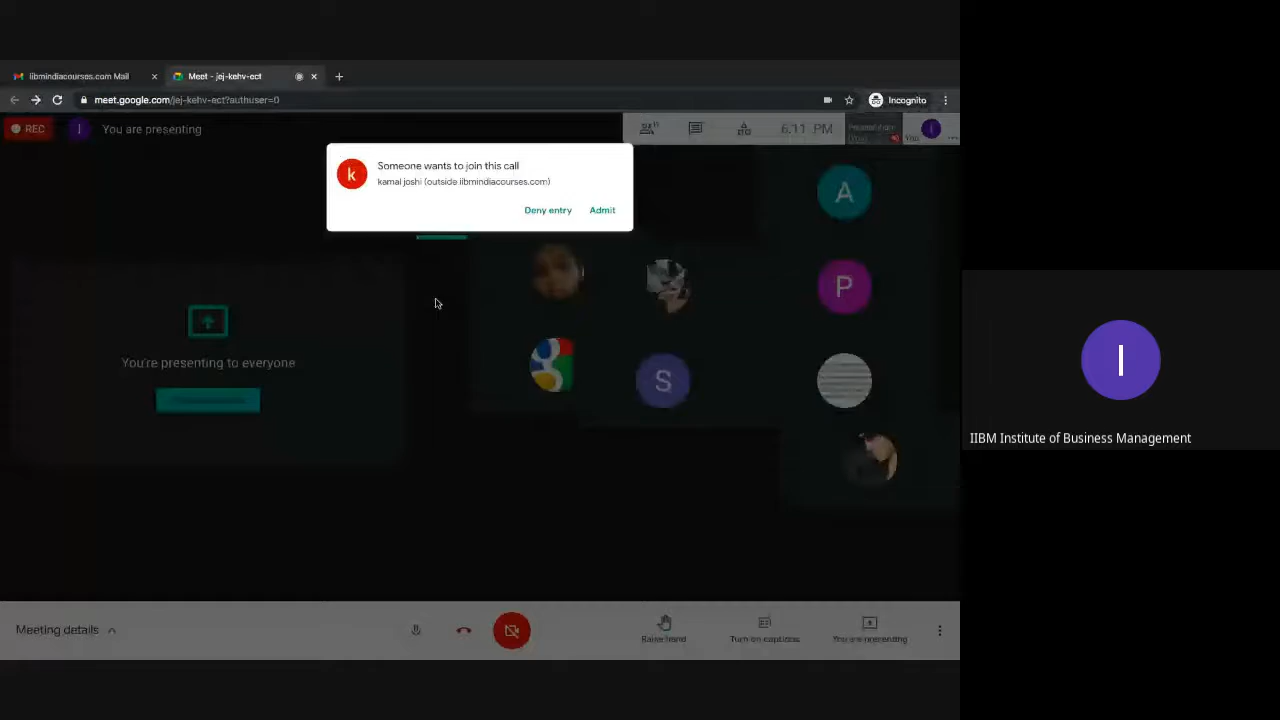 iibmindiacourses.com Mail
Meet - jej-kehv-ect
meet.google.com/jej-kehv-ect?authuser=0
Incognito
REC
I
You are presenting
6:11 PM
You
I
k
Someone wants to join this call
kamal joshi (outside iibmindiacourses.com)
Deny entry
Admit
A
P
S
You're presenting to everyone
I
IIBM Institute of Business Management
Meeting details
Raise hand
Turn on captions
You are presenting